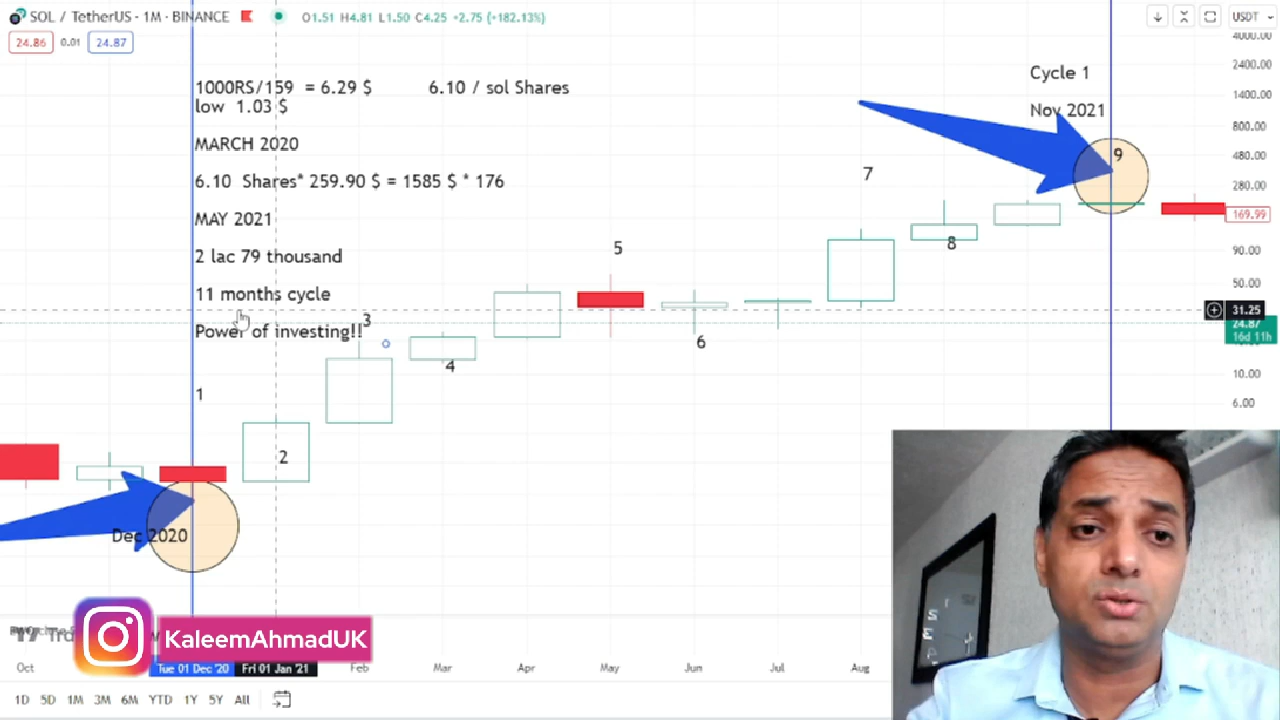 SOL / TetherUS · 1M · BINANCE
O1.51 H4.81 L1.50 C4.25 -2.75 (-182.13%)
USDT
24.86 0.01 24.87
4000.00
2400.00
1400.00
800.00
480.00
280.00
169.99
90.00
50.00
31.25
24.87
16d 11h
10.00
6.00
1000RS/159 = 6.29 $ 6.10 / sol Shares
low 1.03 $
MARCH 2020
6.10 Shares* 259.90 $ = 1585 $ * 176
MAY 2021
2 lac 79 thousand
11 months cycle
Power of investing!!
Cycle 1
Nov 2021
1
2
3
4
5
6
7
8
9
Dec 2020
KaleemAhmadUK
Oct Tue 01 Dec '20 Fri 01 Jan '21 Feb Mar Apr May Jun Jul Aug
1D 5D 1M 3M 6M YTD 1Y 5Y All